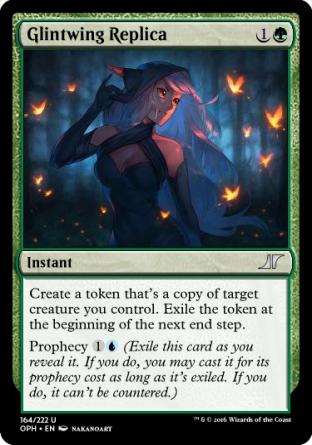 Glintwing Replica 1
Instant
Create a token that's a copy of target
creature you control. Exile the token at
the beginning of the next end step.
Prophecy 1 (Exile this card as you
reveal it. If you do, you may cast it for its
prophecy cost as long as it's exiled. If you
do, it can't be countered.)
164/222 U
OPH • EN NAKANOART
™ & © 2016 Wizards of the Coast